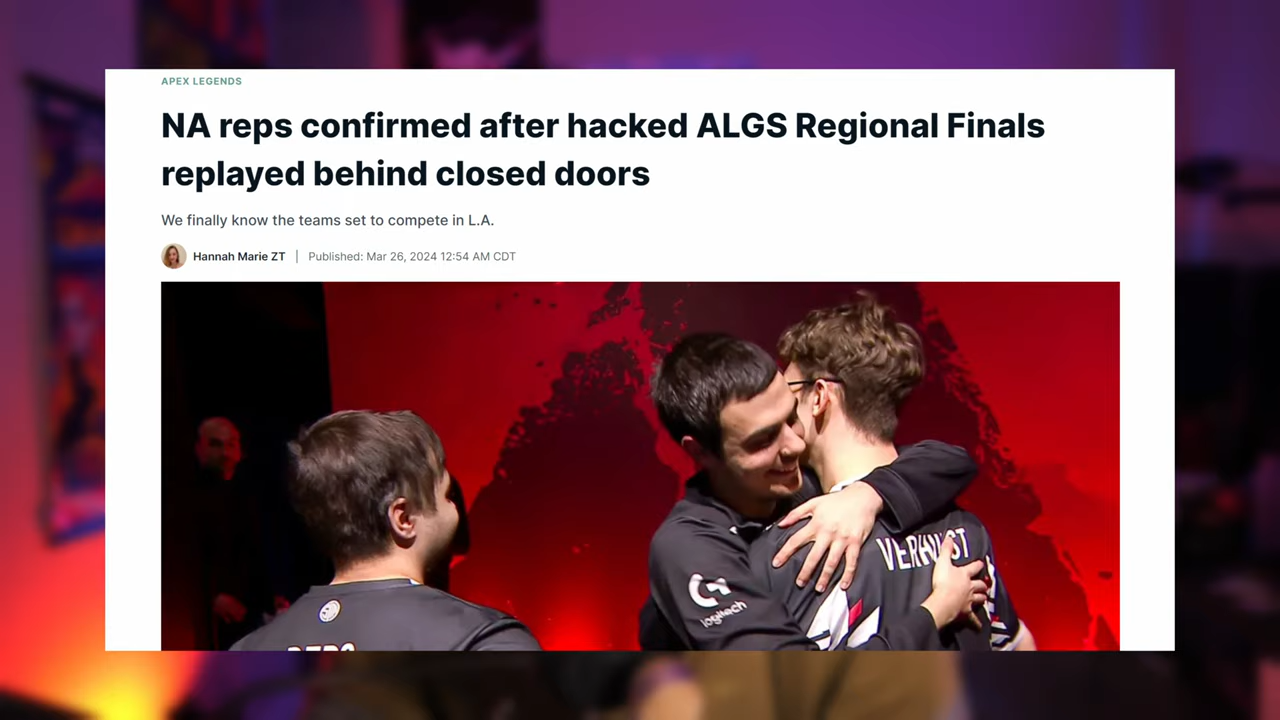 APEX LEGENDS
NA reps confirmed after hacked ALGS Regional Finals
replayed behind closed doors
We finally know the teams set to compete in L.A.
Hannah Marie ZT | Published: Mar 26, 2024 12:54 AM CDT
logitech
VERHULST